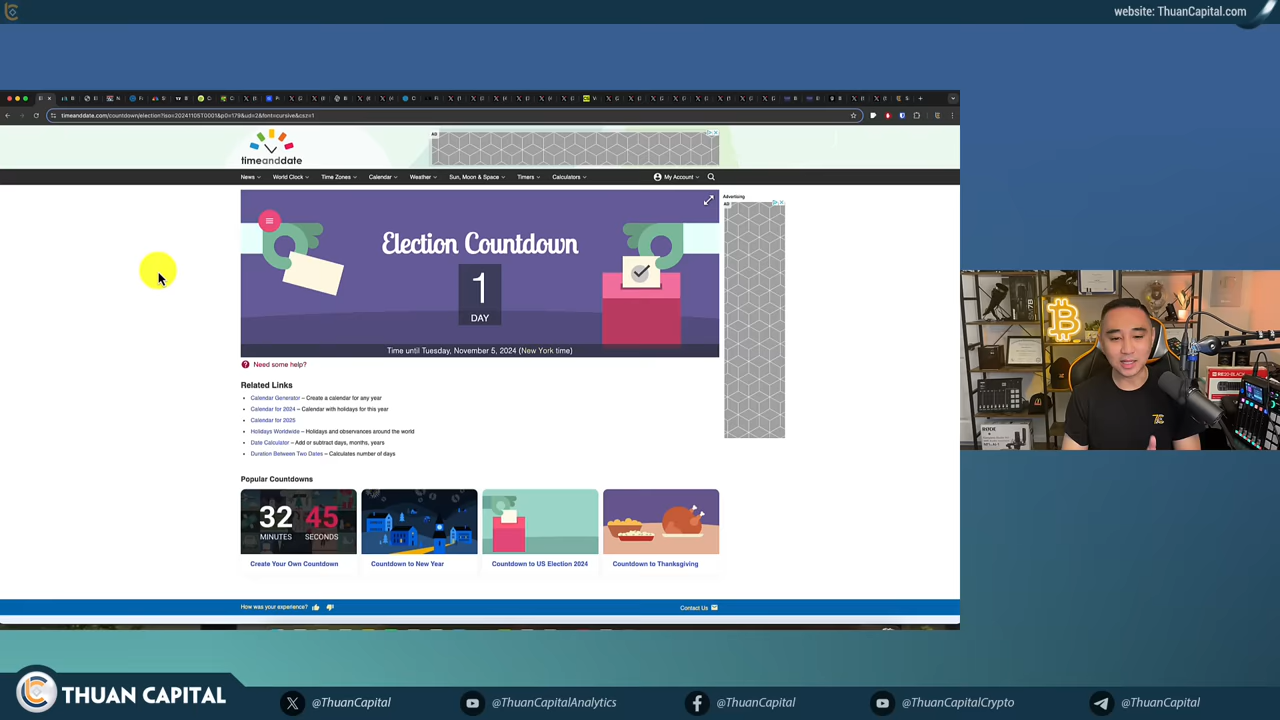 website: ThuanCapital.com
timeanddate.com/countdown/election?iso=20241105T0001&p0=179&ud=2&font=cursive&csz=1
timeanddate
News
World Clock
Time Zones
Calendar
Weather
Sun, Moon & Space
Timers
Calculators
My Account
Ad
Advertising
Ad
Election Countdown
1
DAY
Time until Tuesday, November 5, 2024 (New York time)
Need some help?
Related Links
Calendar Generator – Create a calendar for any year
Calendar for 2024 – Calendar with holidays for this year
Calendar for 2025
Holidays Worldwide – Holidays and observances around the world
Date Calculator – Add or subtract days, months, years
Duration Between Two Dates – Calculates number of days
Popular Countdowns
32 45
MINUTES SECONDS
Create Your Own Countdown
Countdown to New Year
Countdown to US Election 2024
Countdown to Thanksgiving
How was your experience?
Contact Us
RØDE
THUAN CAPITAL
@ThuanCapital
@ThuanCapitalAnalytics
@ThuanCapital
@ThuanCapitalCrypto
@ThuanCapital